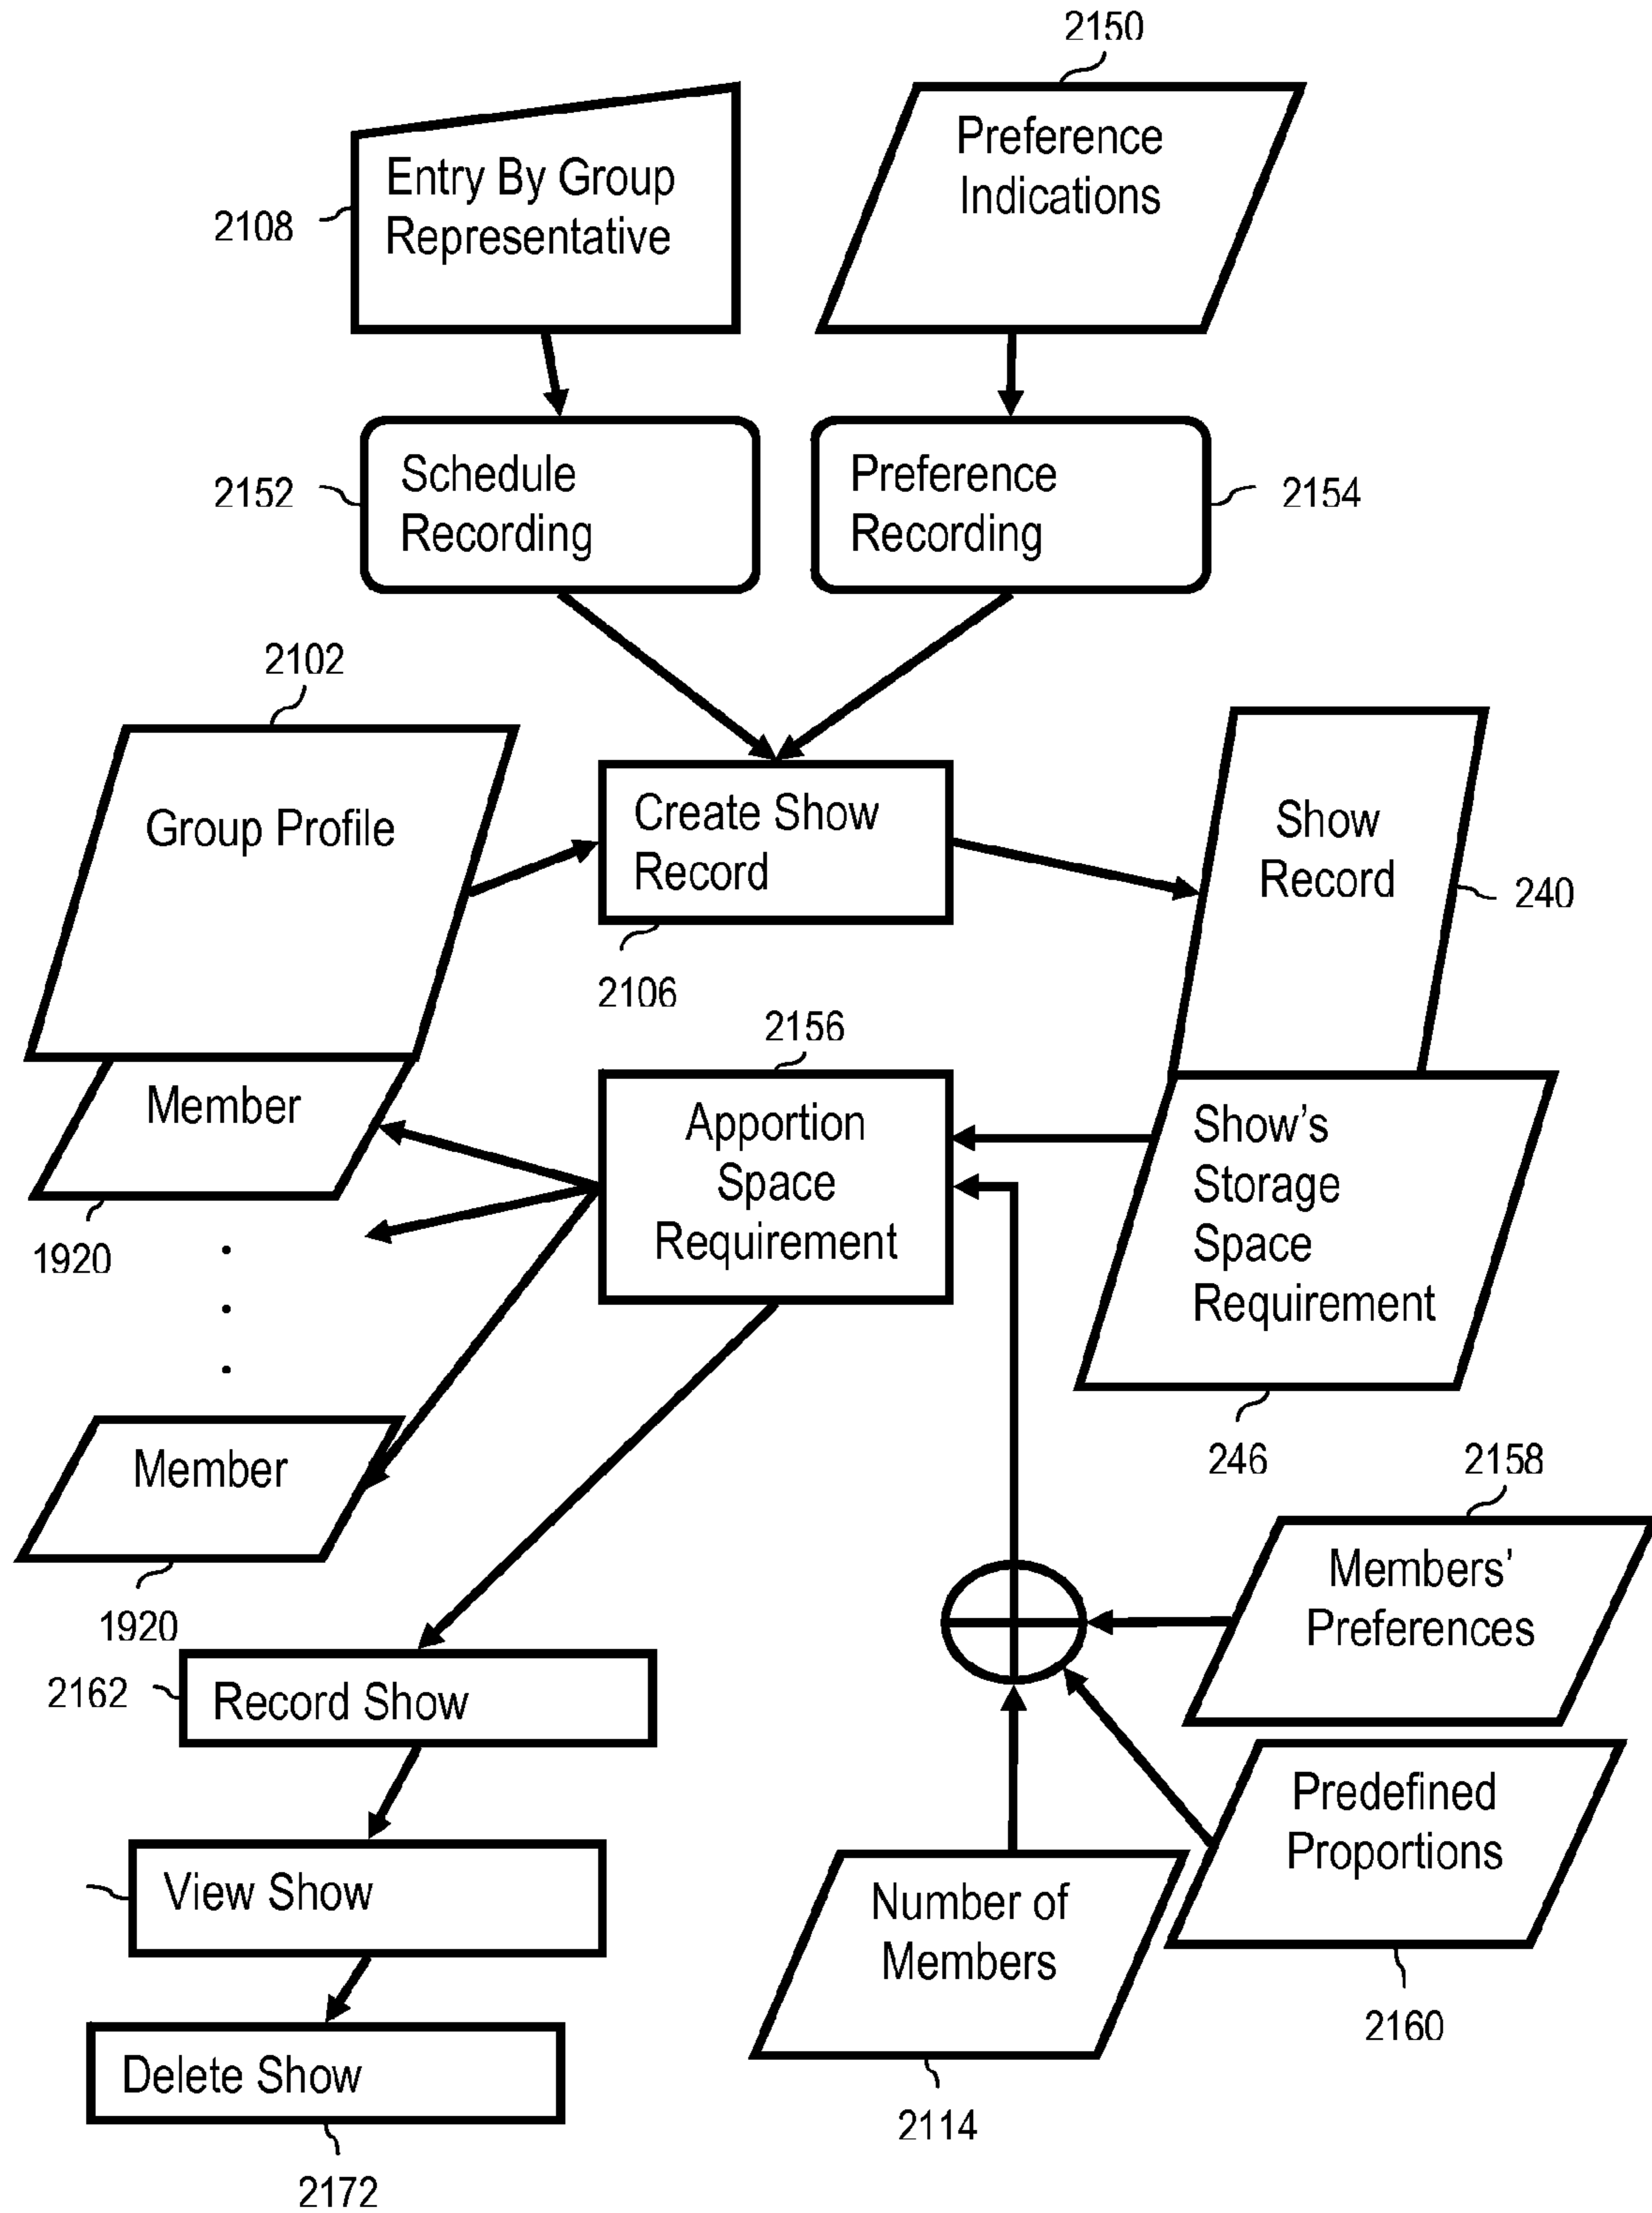 2150
Entry By Group
Representative
2108
Preference
Indications
Schedule
Recording
2152
Preference
Recording
2154
2102
Group Profile
Create Show
Record
2106
Show
Record
240
Member
1920
2156
Apportion
Space
Requirement
Show’s
Storage
Space
Requirement
246
.
.
.
Member
1920
2158
Members’
Preferences
2162
Record Show
Predefined
Proportions
2160
View Show
Number of
Members
2114
Delete Show
2172